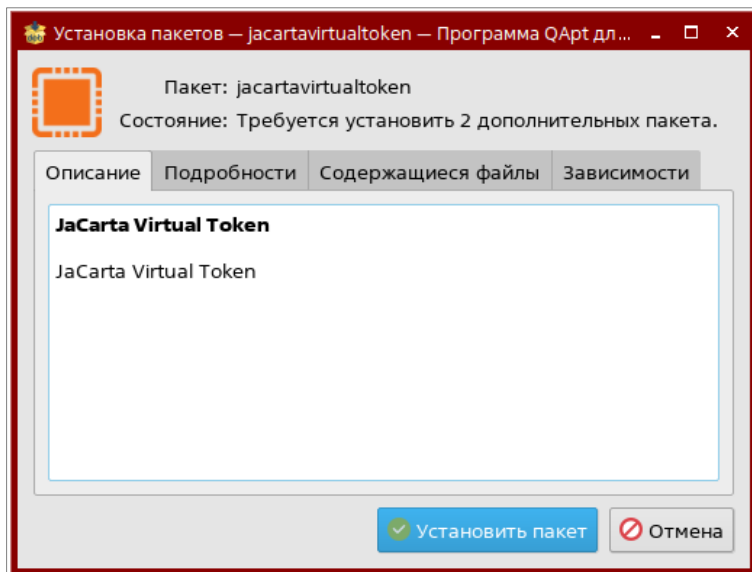 Установка пакетов — jacartavirtualtoken — Программа QApt дл...
Пакет: jacartavirtualtoken
Состояние: Требуется установить 2 дополнительных пакета.
Описание Подробности Содержащиеся файлы Зависимости
JaCarta Virtual Token
JaCarta Virtual Token
Установить пакет Отмена